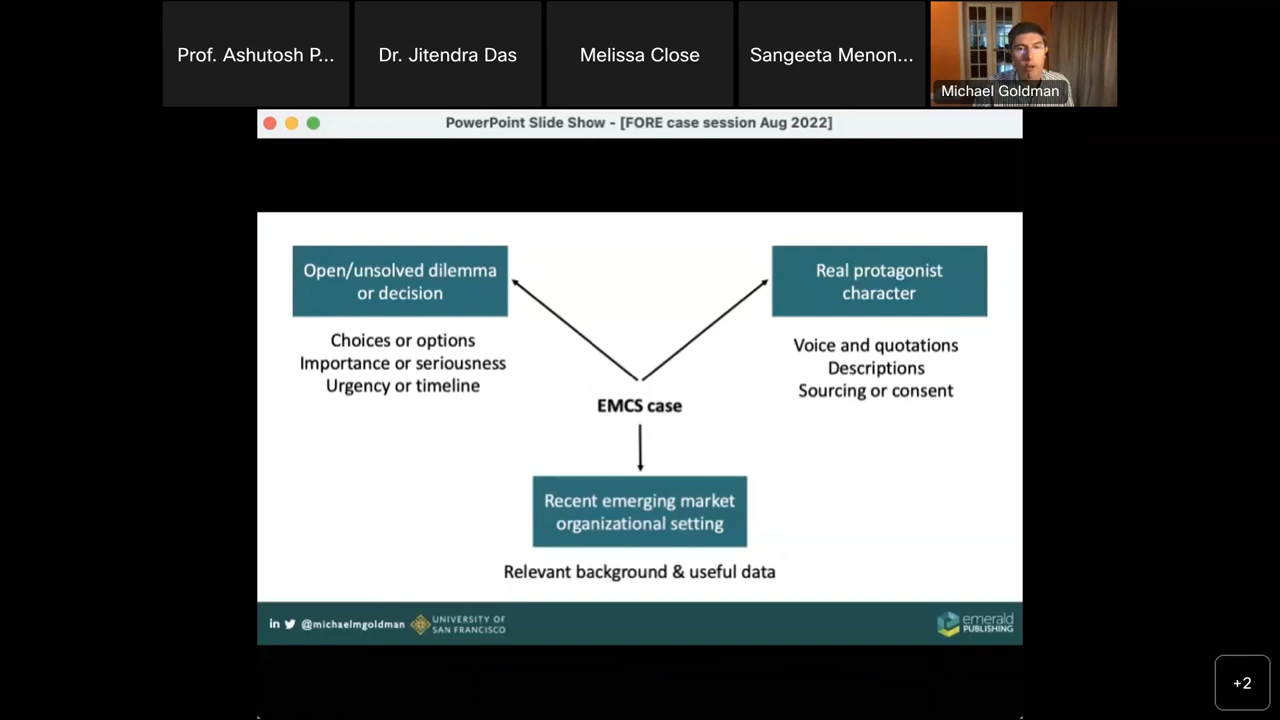 Prof. Ashutosh P...
Dr. Jitendra Das
Melissa Close
Sangeeta Menon...
Michael Goldman
PowerPoint Slide Show - [FORE case session Aug 2022]
Open/unsolved dilemma
or decision
Choices or options
Importance or seriousness
Urgency or timeline
Real protagonist
character
Voice and quotations
Descriptions
Sourcing or consent
EMCS case
Recent emerging market
organizational setting
Relevant background & useful data
in @michaelmgoldman
UNIVERSITY OF
SAN FRANCISCO
emerald
PUBLISHING
+2